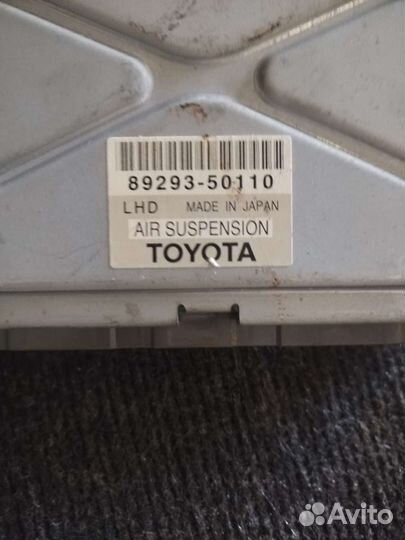 89293-50110
LHD MADE IN JAPAN
AIR SUSPENSION
TOYOTA
Avito